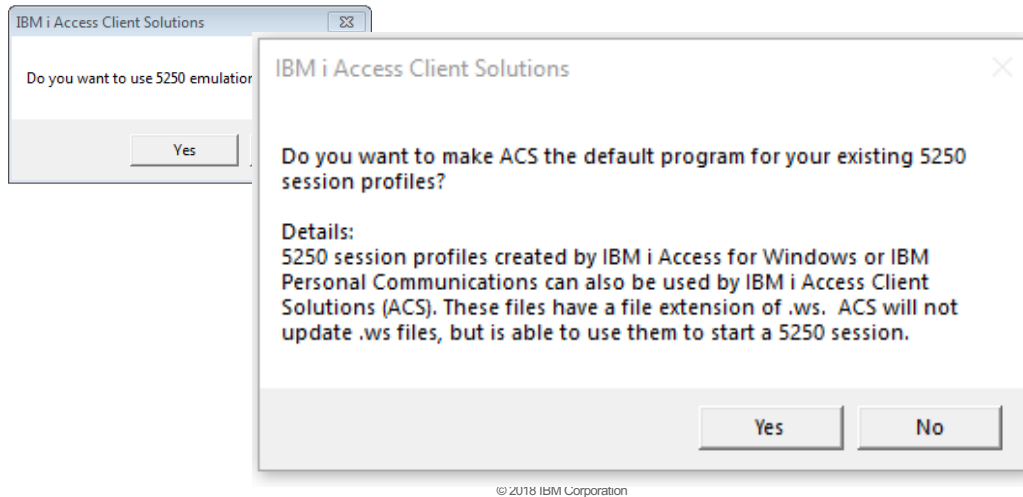 IBM i Access Client Solutions
Do you want to use 5250 emulation
Yes
IBM i Access Client Solutions
Do you want to make ACS the default program for your existing 5250
session profiles?
Details:
5250 session profiles created by IBM i Access for Windows or IBM
Personal Communications can also be used by IBM i Access Client
Solutions (ACS). These files have a file extension of .ws.  ACS will not
update .ws files, but is able to use them to start a 5250 session.
Yes
No
© 2018 IBM Corporation